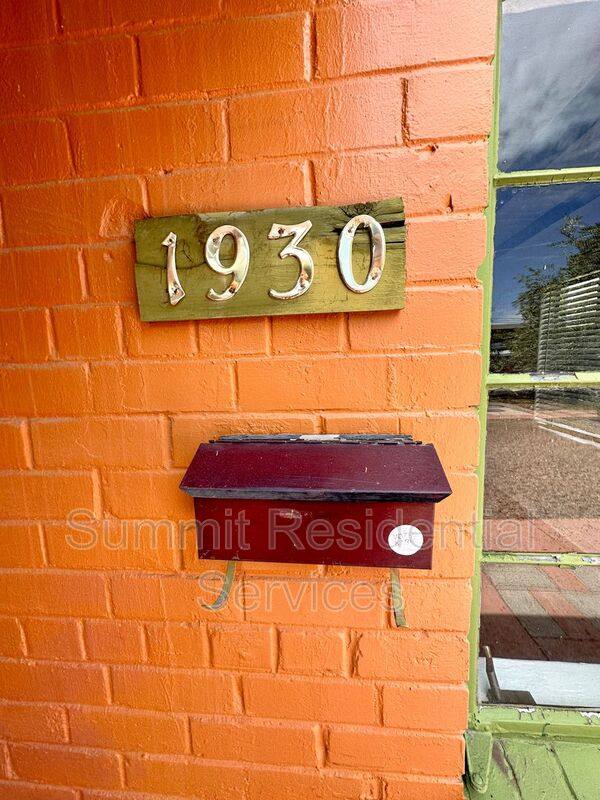 1930
Summit Residential
Services